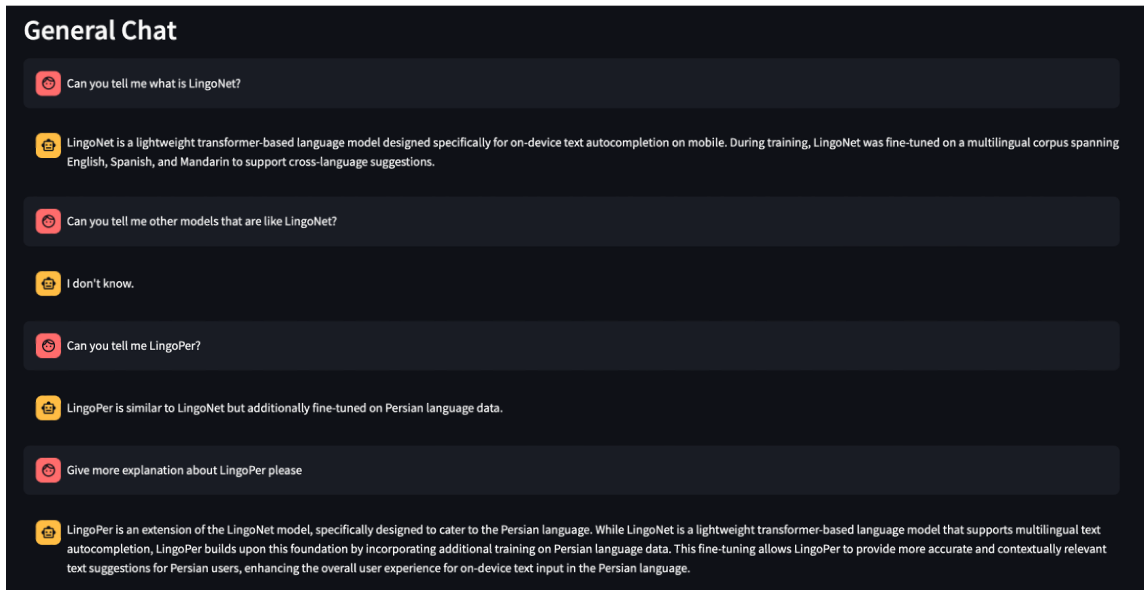 General Chat
Can you tell me what is LingoNet?
LingoNet is a lightweight transformer-based language model designed specifically for on-device text autocompletion on mobile. During training, LingoNet was fine-tuned on a multilingual corpus spanning
English, Spanish, and Mandarin to support cross-language suggestions.
Can you tell me other models that are like LingoNet?
I don't know.
Can you tell me LingoPer?
LingoPer is similar to LingoNet but additionally fine-tuned on Persian language data.
Give more explanation about LingoPer please
LingoPer is an extension of the LingoNet model, specifically designed to cater to the Persian language. While LingoNet is a lightweight transformer-based language model that supports multilingual text
autocompletion, LingoPer builds upon this foundation by incorporating additional training on Persian language data. This fine-tuning allows LingoPer to provide more accurate and contextually relevant
text suggestions for Persian users, enhancing the overall user experience for on-device text input in the Persian language.